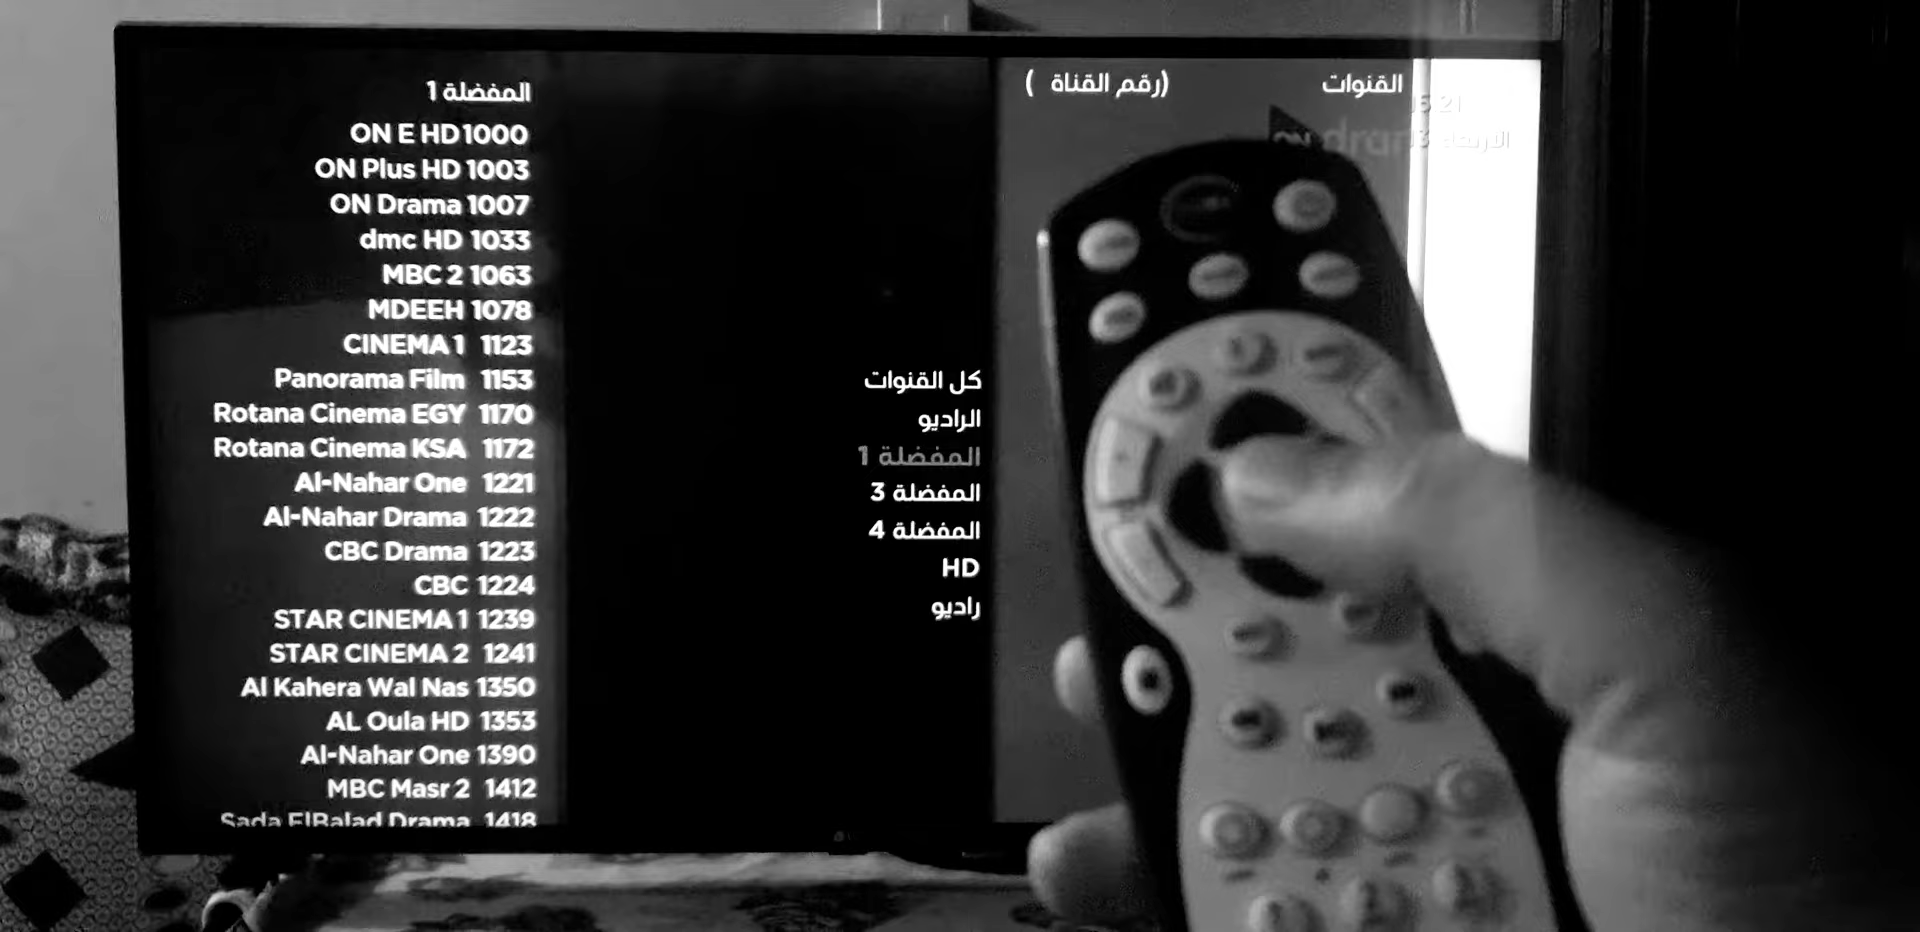 القنوات
(رقم القناة )
15:21
drama
كل القنوات
الراديو
المفضلة 1
المفضلة 3
المفضلة 4
HD
راديو
المفضلة 1
ON E HD 1000
ON Plus HD 1003
ON Drama 1007
dmc HD 1033
MBC 2 1063
MDEEH 1078
CINEMA 1 1123
Panorama Film 1153
Rotana Cinema EGY 1170
Rotana Cinema KSA 1172
Al-Nahar One 1221
Al-Nahar Drama 1222
CBC Drama 1223
CBC 1224
STAR CINEMA 1 1239
STAR CINEMA 2 1241
Al Kahera Wal Nas 1350
AL Oula HD 1353
Al-Nahar One 1390
MBC Masr 2 1412
Sada ElBalad Drama 1418